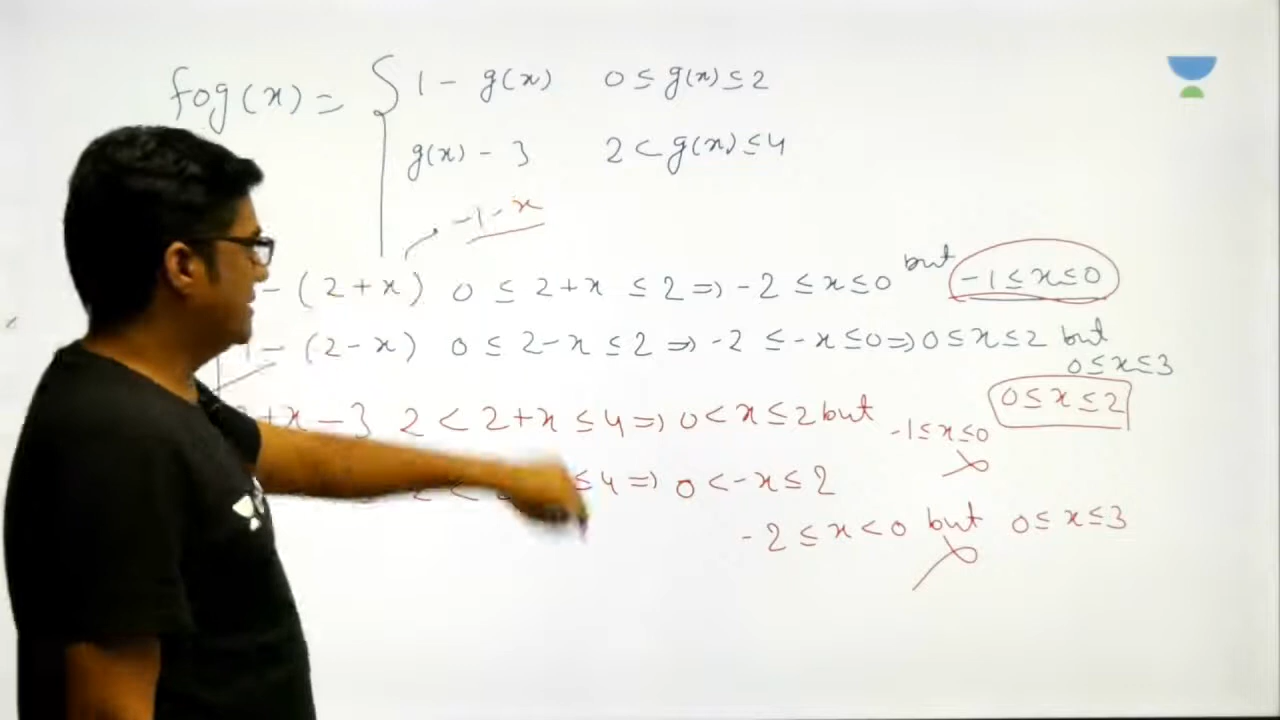 fog(x) = { 1 - g(x) 0 ≤ g(x) ≤ 2
g(x) - 3 2 < g(x) ≤ 4
-1-x
- (2+x) 0 ≤ 2+x ≤ 2 ⇒ -2 ≤ x ≤ 0 but -1 ≤ x ≤ 0
1 - (2-x) 0 ≤ 2-x ≤ 2 ⇒ -2 ≤ -x ≤ 0 ⇒ 0 ≤ x ≤ 2 but
0 ≤ x ≤ 3
0 ≤ x ≤ 2
+x - 3 2 < 2+x ≤ 4 ⇒ 0 < x ≤ 2 but -1 ≤ x ≤ 0
2 < ≤ 4 ⇒ 0 < -x ≤ 2
-2 ≤ x < 0 but 0 ≤ x ≤ 3